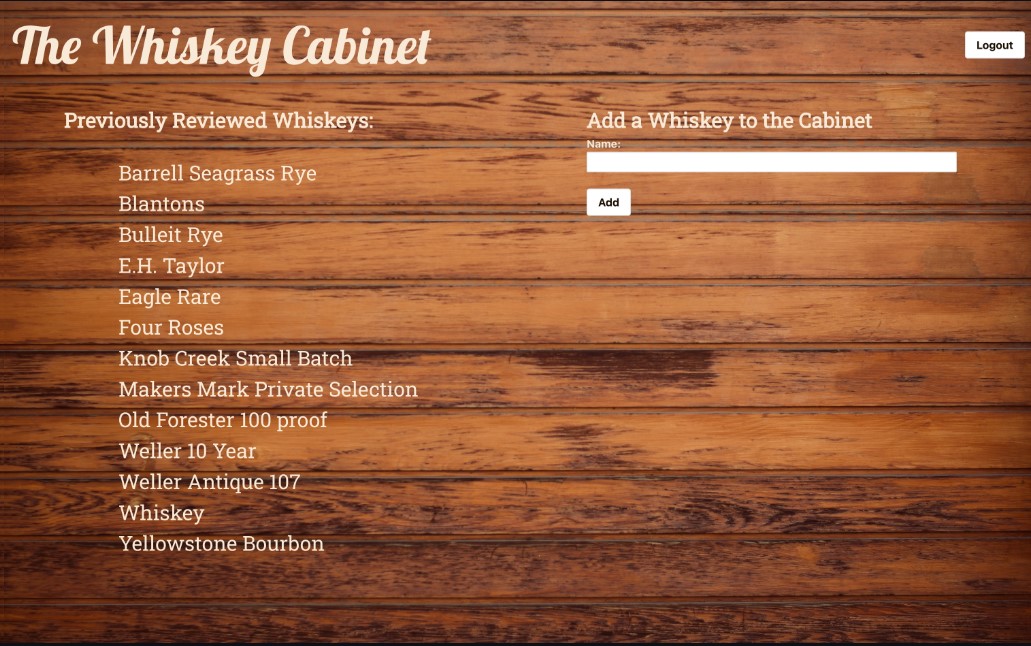 The Whiskey Cabinet
Logout
Previously Reviewed Whiskeys:
Barrell Seagrass Rye
Blantons
Bulleit Rye
E.H. Taylor
Eagle Rare
Four Roses
Knob Creek Small Batch
Makers Mark Private Selection
Old Forester 100 proof
Weller 10 Year
Weller Antique 107
Whiskey
Yellowstone Bourbon
Add a Whiskey to the Cabinet
Name:
Add